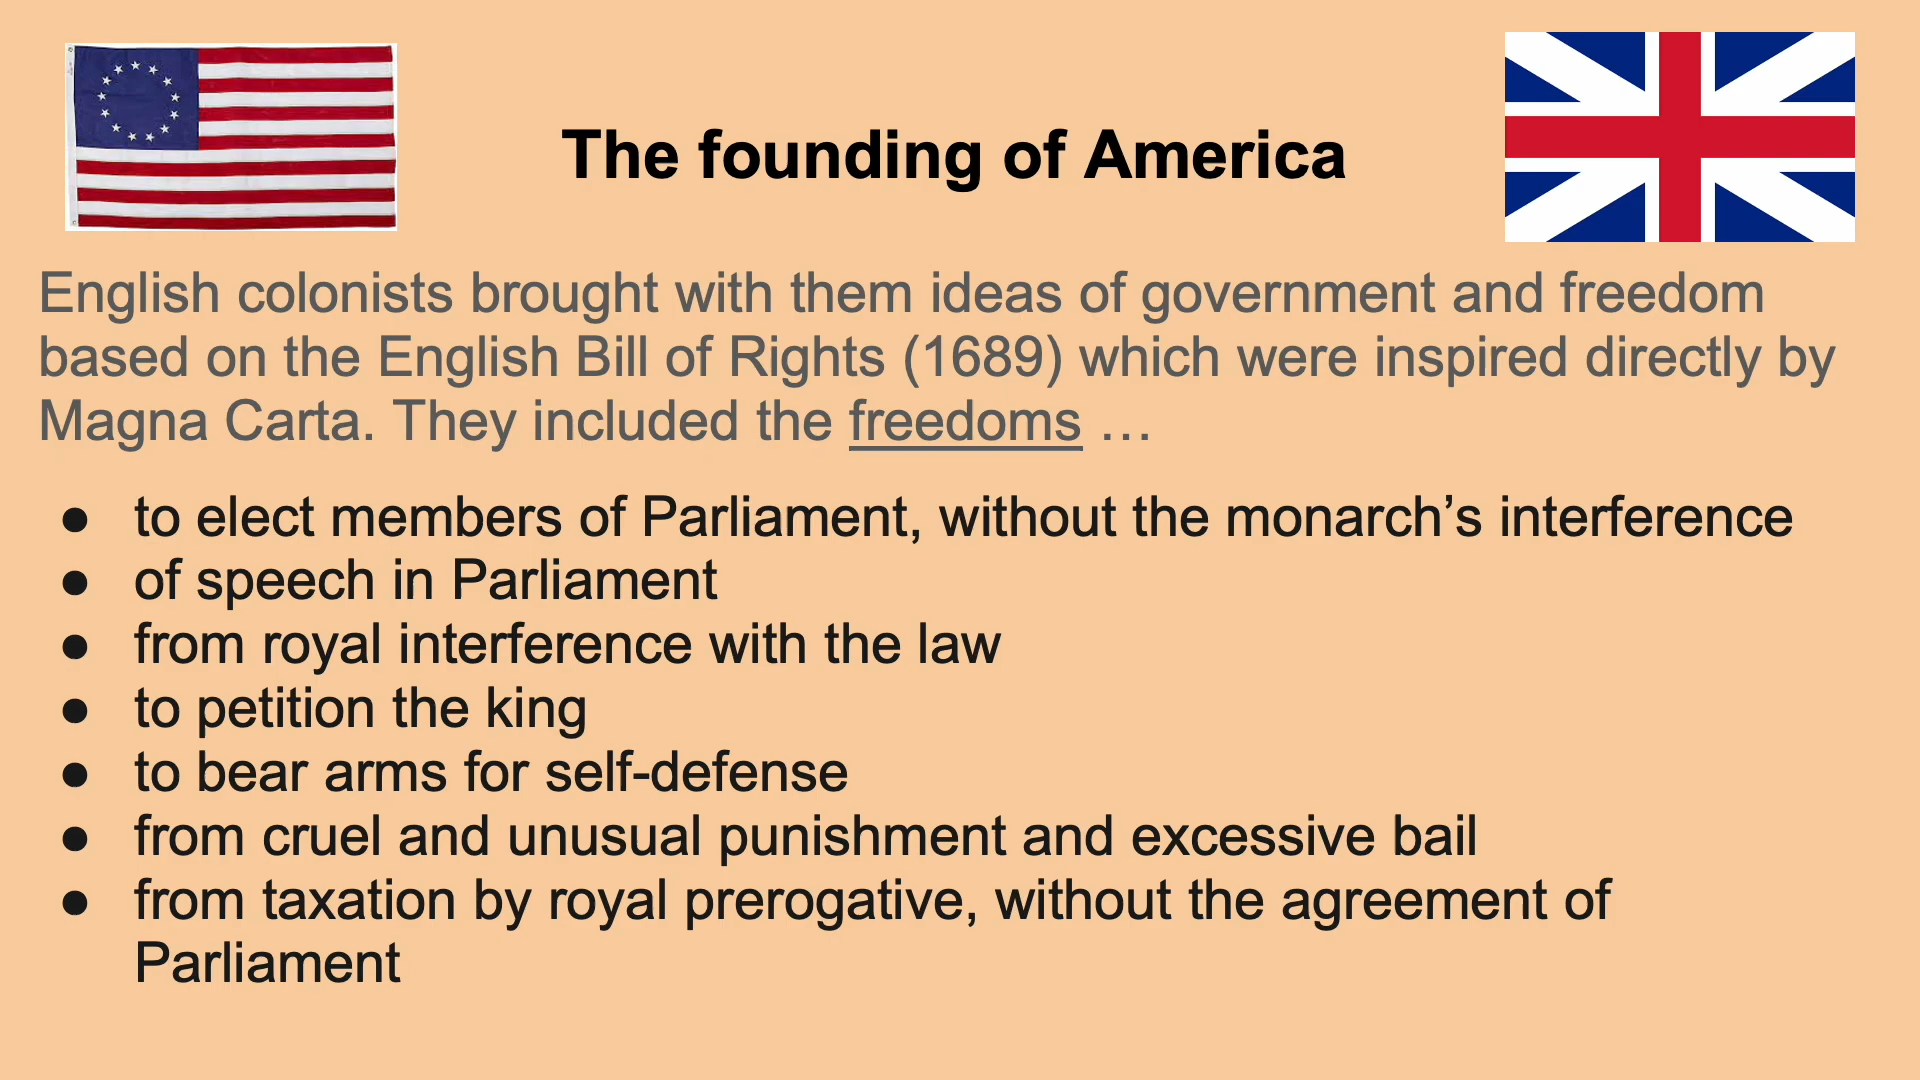 The founding of America
English colonists brought with them ideas of government and freedom
based on the English Bill of Rights (1689) which were inspired directly by
Magna Carta. They included the freedoms …
● to elect members of Parliament, without the monarch’s interference
● of speech in Parliament
● from royal interference with the law
● to petition the king
● to bear arms for self-defense
● from cruel and unusual punishment and excessive bail
● from taxation by royal prerogative, without the agreement of
Parliament